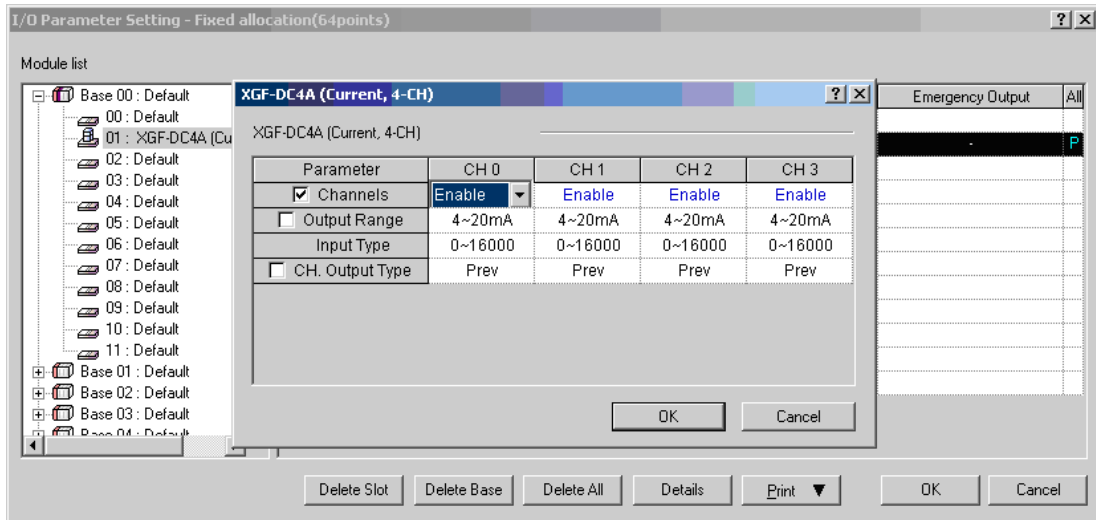 I/O Parameter Setting - Fixed allocation(64points)
Module list
Base 00 : Default
00 : Default
01 : XGF-DC4A (Cu
02 : Default
03 : Default
04 : Default
05 : Default
06 : Default
07 : Default
08 : Default
09 : Default
10 : Default
11 : Default
Base 01 : Default
Base 02 : Default
Base 03 : Default
Base 04 : Default
Emergency Output All
- P
XGF-DC4A (Current, 4-CH)
XGF-DC4A (Current, 4-CH)
Parameter CH 0 CH 1 CH 2 CH 3
Channels Enable Enable Enable Enable
Output Range 4~20mA 4~20mA 4~20mA 4~20mA
Input Type 0~16000 0~16000 0~16000 0~16000
CH. Output Type Prev Prev Prev Prev
OK Cancel
Delete Slot Delete Base Delete All Details Print ▼ OK Cancel